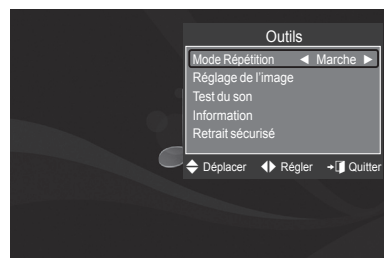 Outils
Mode Répétition ◀ Marche ▶
Réglage de l'image
Test du son
Information
Retrait sécurisé
Déplacer Régler Quitter